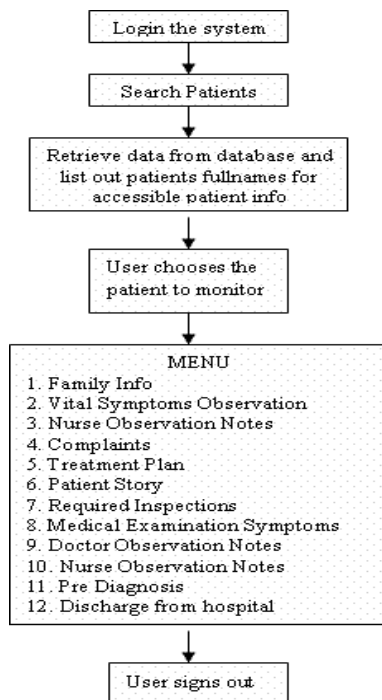 Login the system
Search Patients
Retrieve data from database and
list out patients fullnames for
accessible patient info
User chooses the
patient to monitor
MENU
1. Family Info
2. Vital Symptoms Observation
3. Nurse Observation Notes
4. Complaints
5. Treatment Plan
6. Patient Story
7. Required Inspections
8. Medical Examination Symptoms
9. Doctor Observation Notes
10. Nurse Observation Notes
11. Pre Diagnosis
12. Discharge from hospital
User signs out